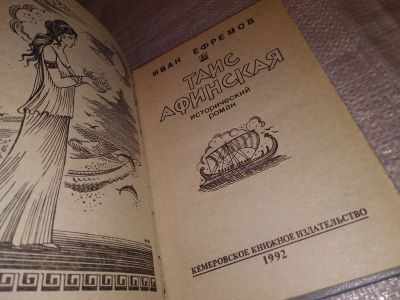 ИВАН ЕФРЕМОВ
ТАИС
АФИНСКАЯ
исторический
роман
КЕМЕРОВСКОЕ КНИЖНОЕ ИЗДАТЕЛЬСТВО
1992